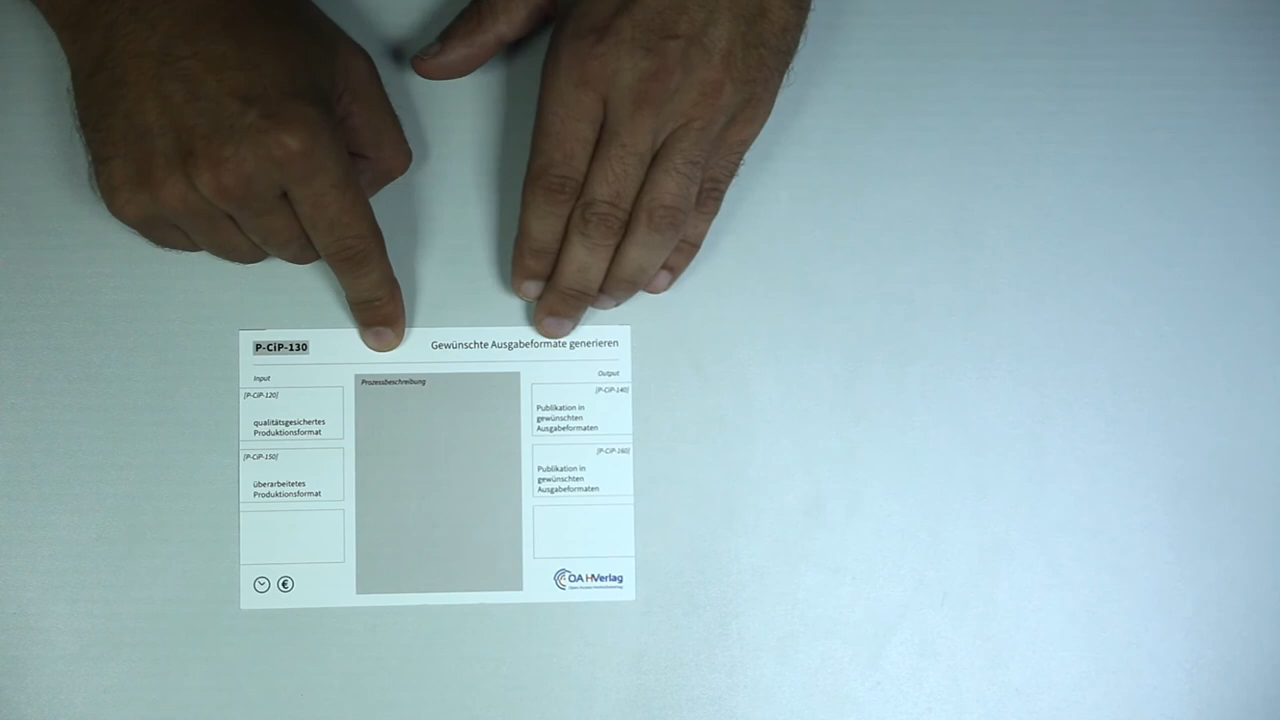 P-CiP-130
Gewünschte Ausgabeformate generieren
Input
[P-CiP-120]
qualitätsgesichertes
Produktionsformat
[P-CiP-150]
überarbeitetes
Produktionsformat
Prozessbeschreibung
Output
[P-CiP-140]
Publikation in
gewünschten
Ausgabeformaten
[P-CiP-160]
Publikation in
gewünschten
Ausgabeformaten
€
OA HVerlag